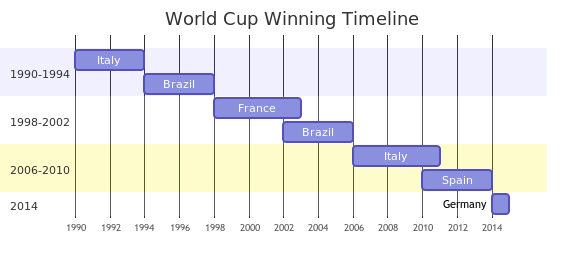 World Cup Winning Timeline
1990-1994
Italy
Brazil
1998-2002
France
Brazil
2006-2010
Italy
Spain
2014
Germany
1990 1992 1994 1996 1998 2000 2002 2004 2006 2008 2010 2012 2014